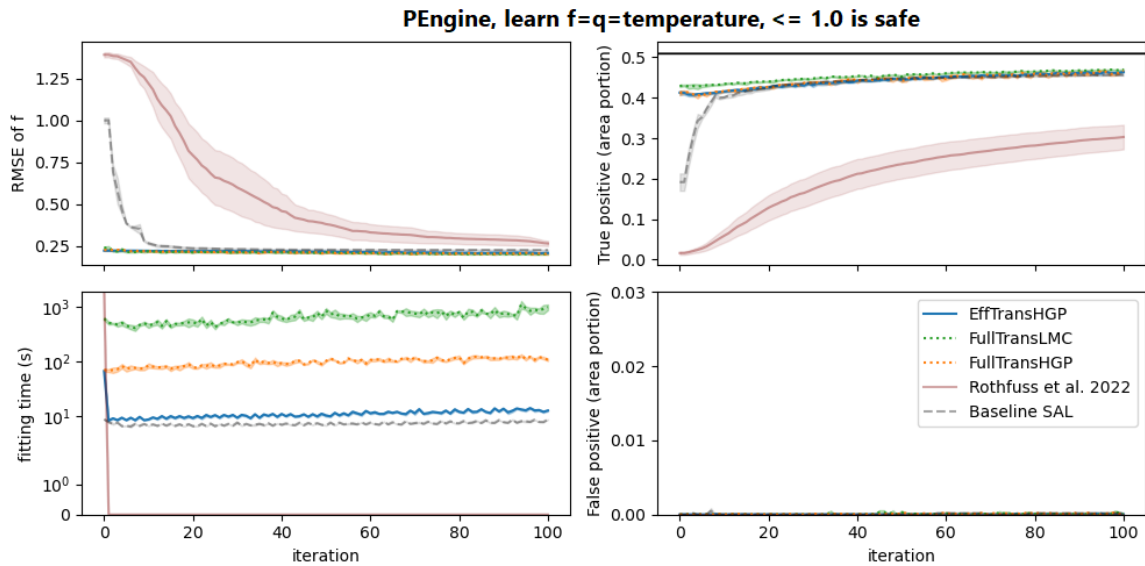 PEngine, learn f=q=temperature, <= 1.0 is safe
RMSE of f
1.25
1.00
0.75
0.50
0.25
True positive (area portion)
0.5
0.4
0.3
0.2
0.1
0.0
fitting time (s)
10³
10²
10¹
10⁰
0
0 20 40 60 80 100
iteration
False positive (area portion)
0.03
0.02
0.01
0.00
EffTransHGP
FullTransLMC
FullTransHGP
Rothfuss et al. 2022
Baseline SAL
0 20 40 60 80 100
iteration